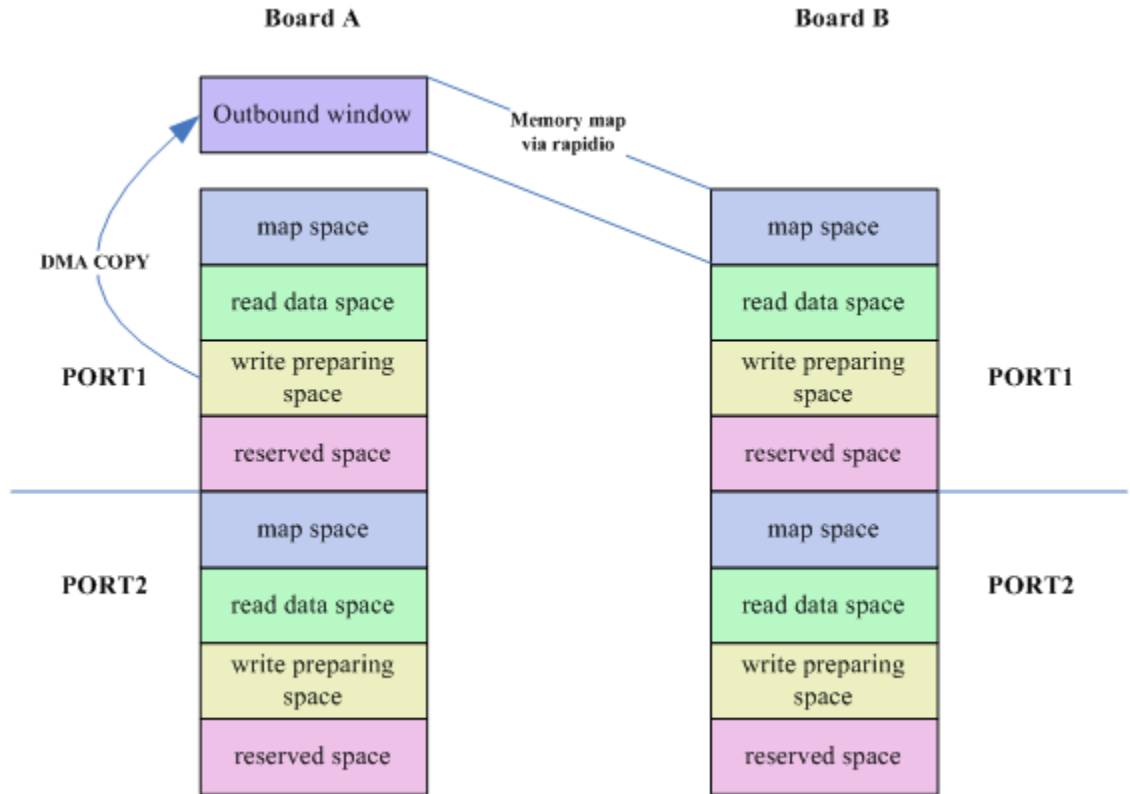 Board A
Board B
Outbound window
Memory map
via rapidio
map space
map space
DMA COPY
read data space
read data space
PORT1
write preparing
space
write preparing
space
PORT1
reserved space
reserved space
map space
map space
PORT2
read data space
read data space
PORT2
write preparing
space
write preparing
space
reserved space
reserved space